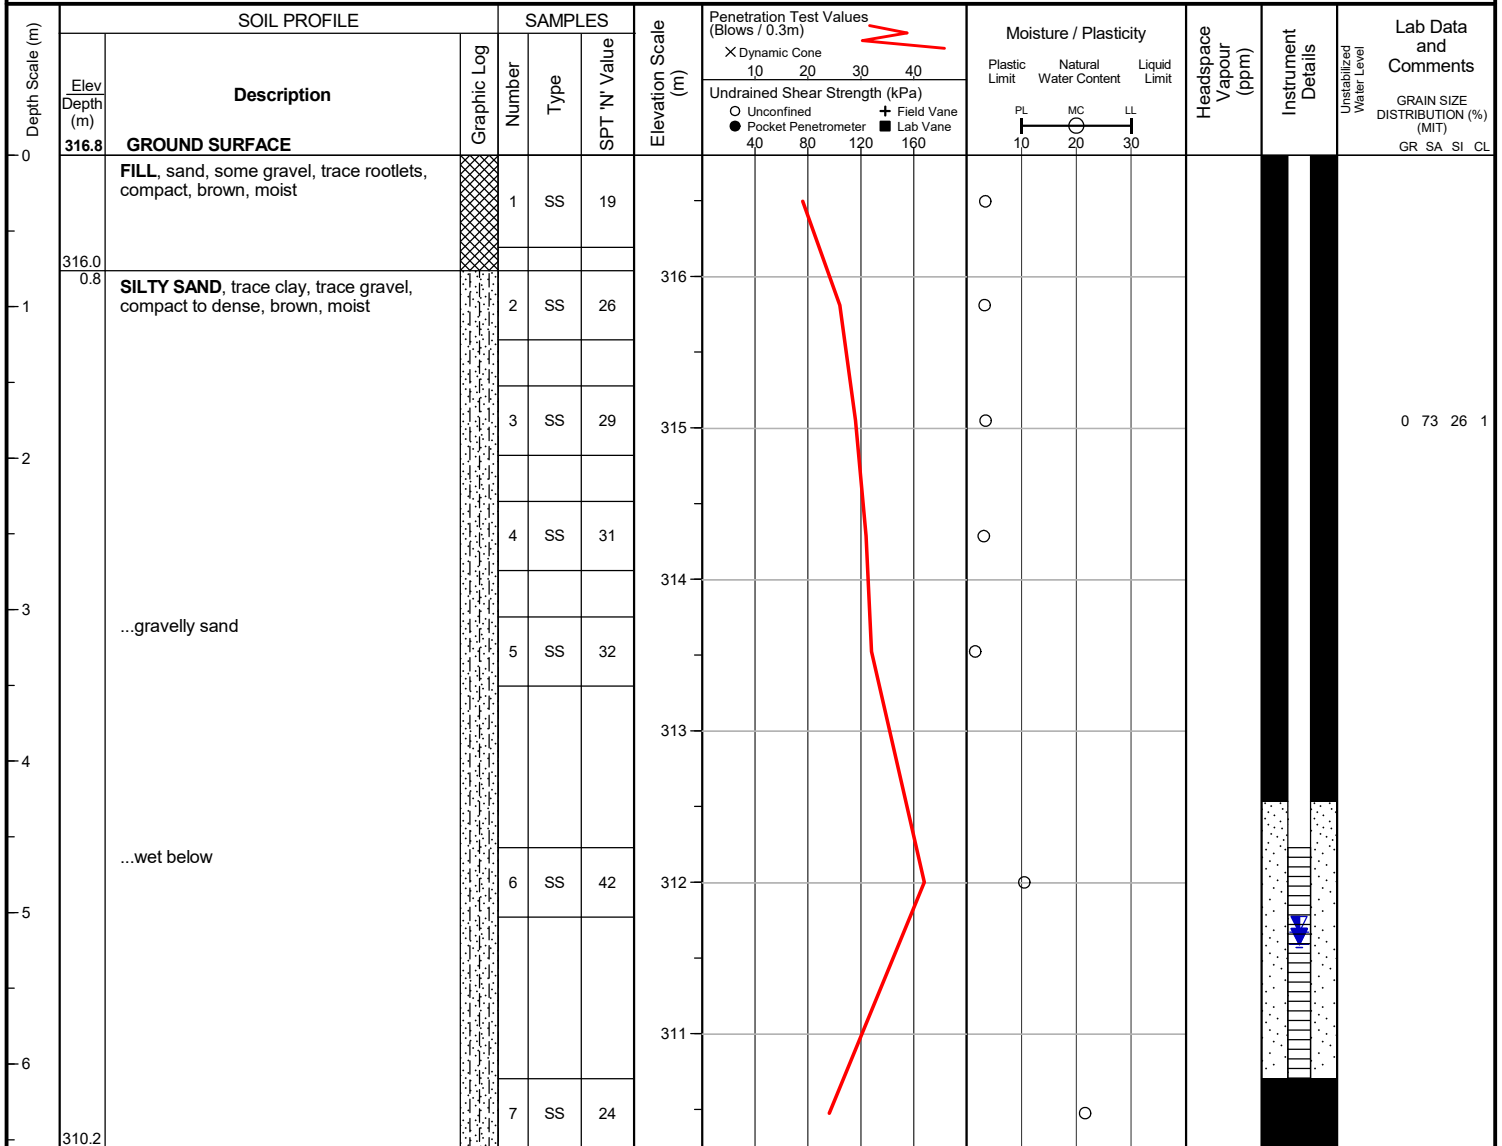 SOIL PROFILE
SAMPLES
Depth Scale (m)
Elev
Depth
(m)
316.8
Description
GROUND SURFACE
Graphic Log
Number
Type
SPT 'N' Value
Elevation Scale
(m)
Penetration Test Values
(Blows / 0.3m)
X Dynamic Cone
10 20 30 40
Undrained Shear Strength (kPa)
Unconfined
+ Field Vane
Pocket Penetrometer
Lab Vane
40 80 120 160
Moisture / Plasticity
Plastic
Limit
Natural
Water Content
Liquid
Limit
PL MC LL
10 20 30
Headspace
Vapour
(ppm)
Instrument
Details
Unstabilized
Water Level
Lab Data
and
Comments
GRAIN SIZE
DISTRIBUTION (%)
(MIT)
GR SA SI CL
0
FILL, sand, some gravel, trace rootlets,
compact, brown, moist
1 SS 19
316.0
0.8
316
SILTY SAND, trace clay, trace gravel,
compact to dense, brown, moist
1
2 SS 26
3 SS 29
315
0 73 26 1
2
4 SS 31
314
3
...gravelly sand
5 SS 32
313
4
...wet below
6 SS 42
312
5
311
6
7 SS 24
310.2